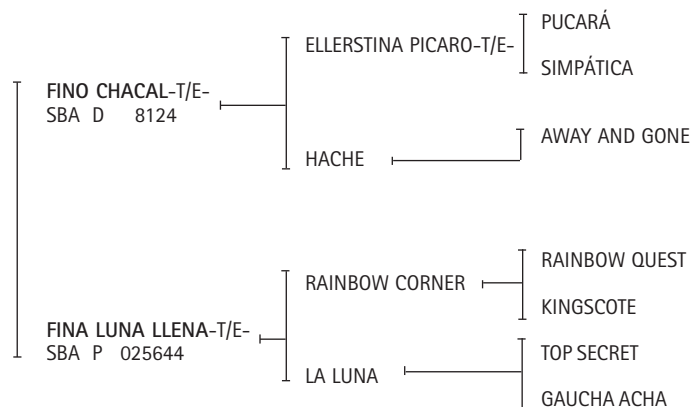 PUCARÁ
ELLERSTINA PICARO-T/E-
SIMPÁTICA
FINO CHACAL-T/E-
SBA D 8124
AWAY AND GONE
HACHE
RAINBOW QUEST
RAINBOW CORNER
KINGSCOTE
FINA LUNA LLENA-T/E-
SBA P 025644
TOP SECRET
LA LUNA
GAUCHA ACHA